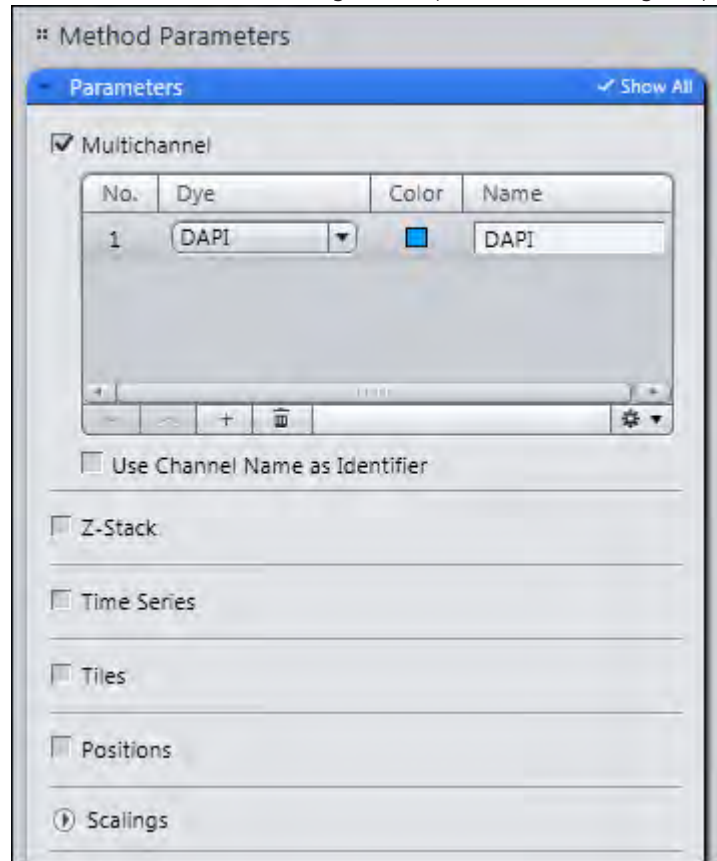 Method Parameters
Parameters Show All
Multichannel
No. Dye Color Name
1 DAPI DAPI
Use Channel Name as Identifier
Z-Stack
Time Series
Tiles
Positions
Scalings